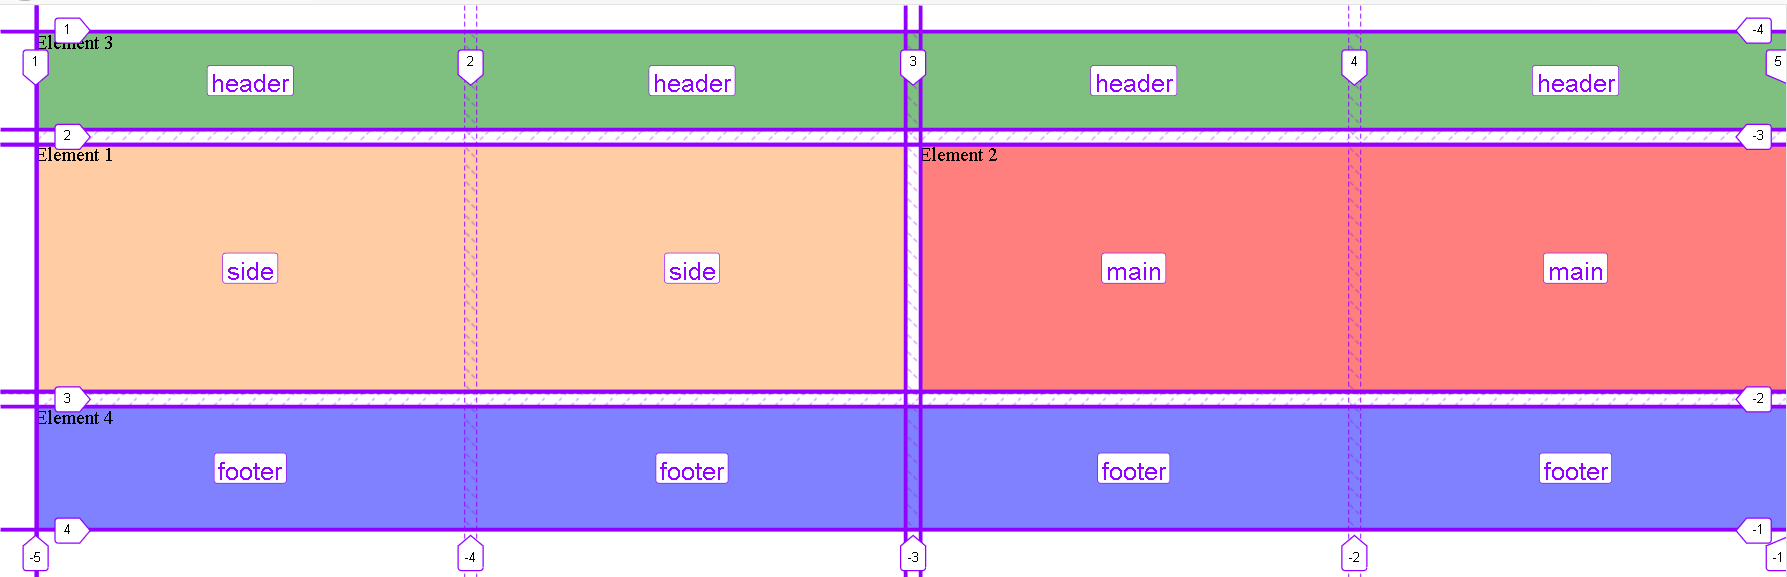 1 -4
Element 3
1 2 3 4 5
header header header header
2 -3
Element 1 Element 2
side side main main
3 -2
Element 4
footer footer footer footer
4 -1
-5 -4 -3 -2 -1